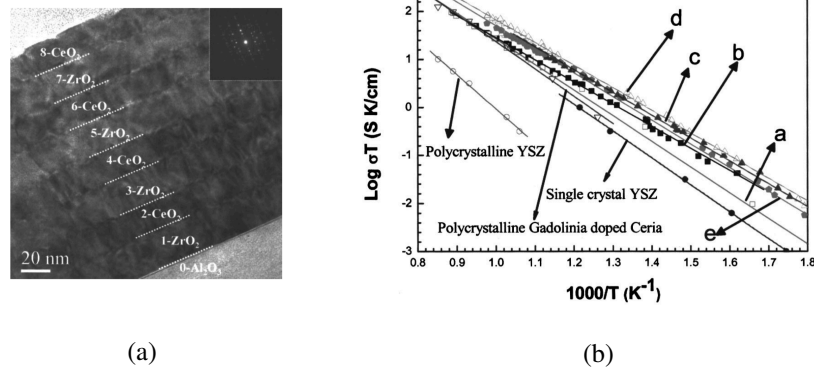 8-CeO₂
7-ZrO₂
6-CeO₂
5-ZrO₂
4-CeO₂
3-ZrO₂
2-CeO₂
1-ZrO₂
0-Al₂O₃
20 nm
(a)
Log σT (S K/cm)
2
1
0
-1
-2
-3
d
b
c
a
e
Polycrystalline YSZ
Single crystal YSZ
Polycrystalline Gadolinia doped Ceria
0.8 0.9 1.0 1.1 1.2 1.3 1.4 1.5 1.6 1.7 1.8
1000/T (K⁻¹)
(b)